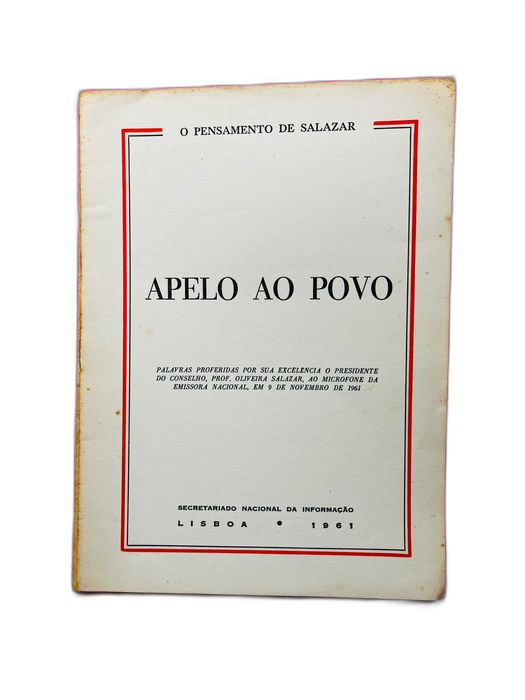 O PENSAMENTO DE SALAZAR
APELO AO POVO
PALAVRAS PROFERIDAS POR SUA EXCELÊNCIA O PRESIDENTE
DO CONSELHO, PROF. OLIVEIRA SALAZAR, AO MICROFONE DA
EMISSORA NACIONAL, EM 9 DE NOVEMBRO DE 1961
SECRETARIADO NACIONAL DA INFORMAÇÃO
LISBOA • 1961